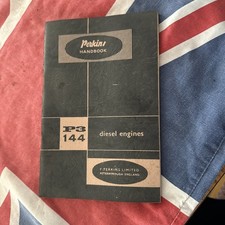 Perkins
HANDBOOK
P3
144
diesel engines
F. PERKINS LIMITED
PETERBOROUGH ENGLAND